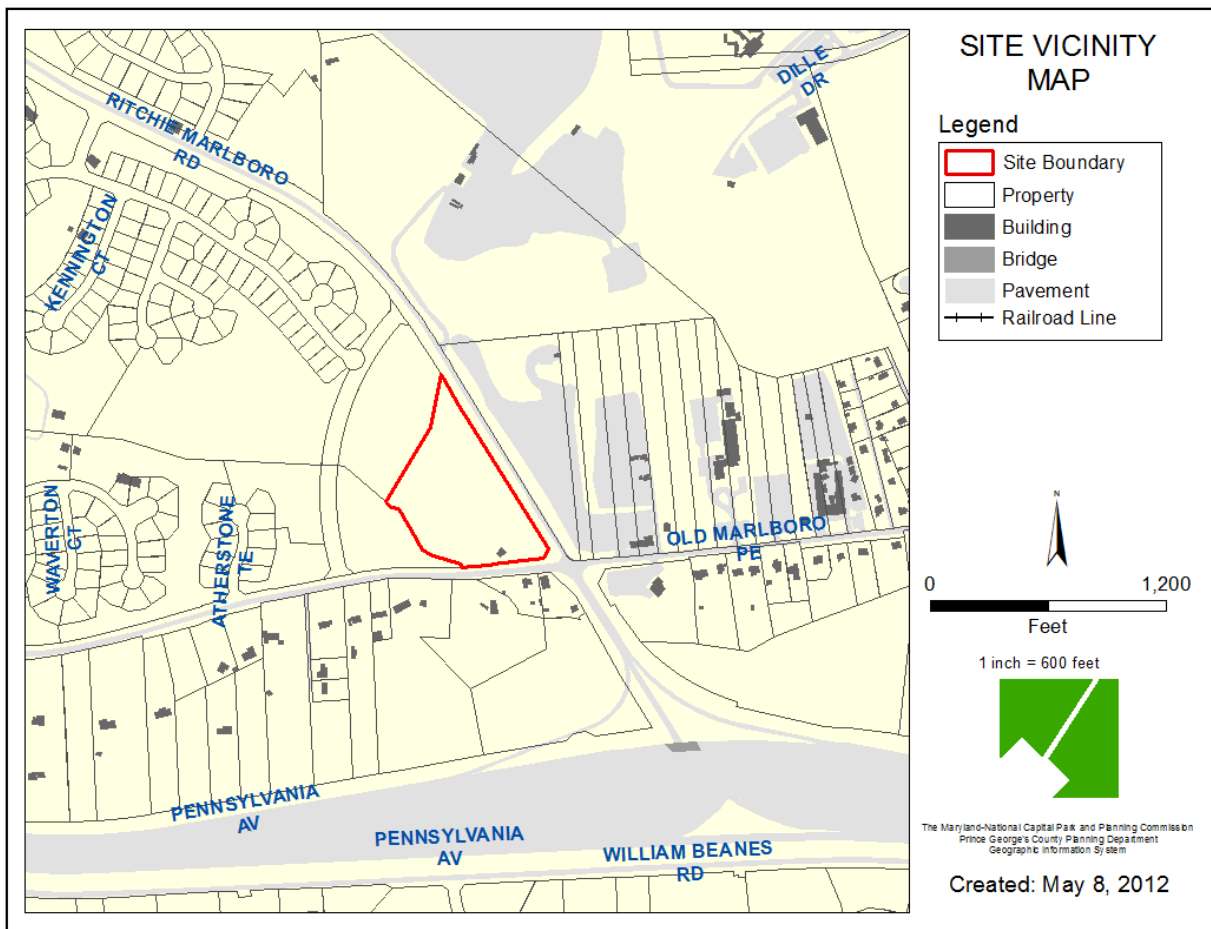 SITE VICINITY
MAP
Legend
Site Boundary
Property
Building
Bridge
Pavement
Railroad Line
DILLE
DR
RITCHIE MARLBORO
RD
KENNINGTON
CT
WAVERTON
CT
ATHERSTONE
TE
OLD MARLBORO
PE
PENNSYLVANIA
AV
PENNSYLVANIA
AV
WILLIAM BEANES
RD
N
0 1,200
Feet
1 inch = 600 feet
The Maryland-National Capital Park and Planning Commission
Prince George's County Planning Department
Geographic Information System
Created: May 8, 2012